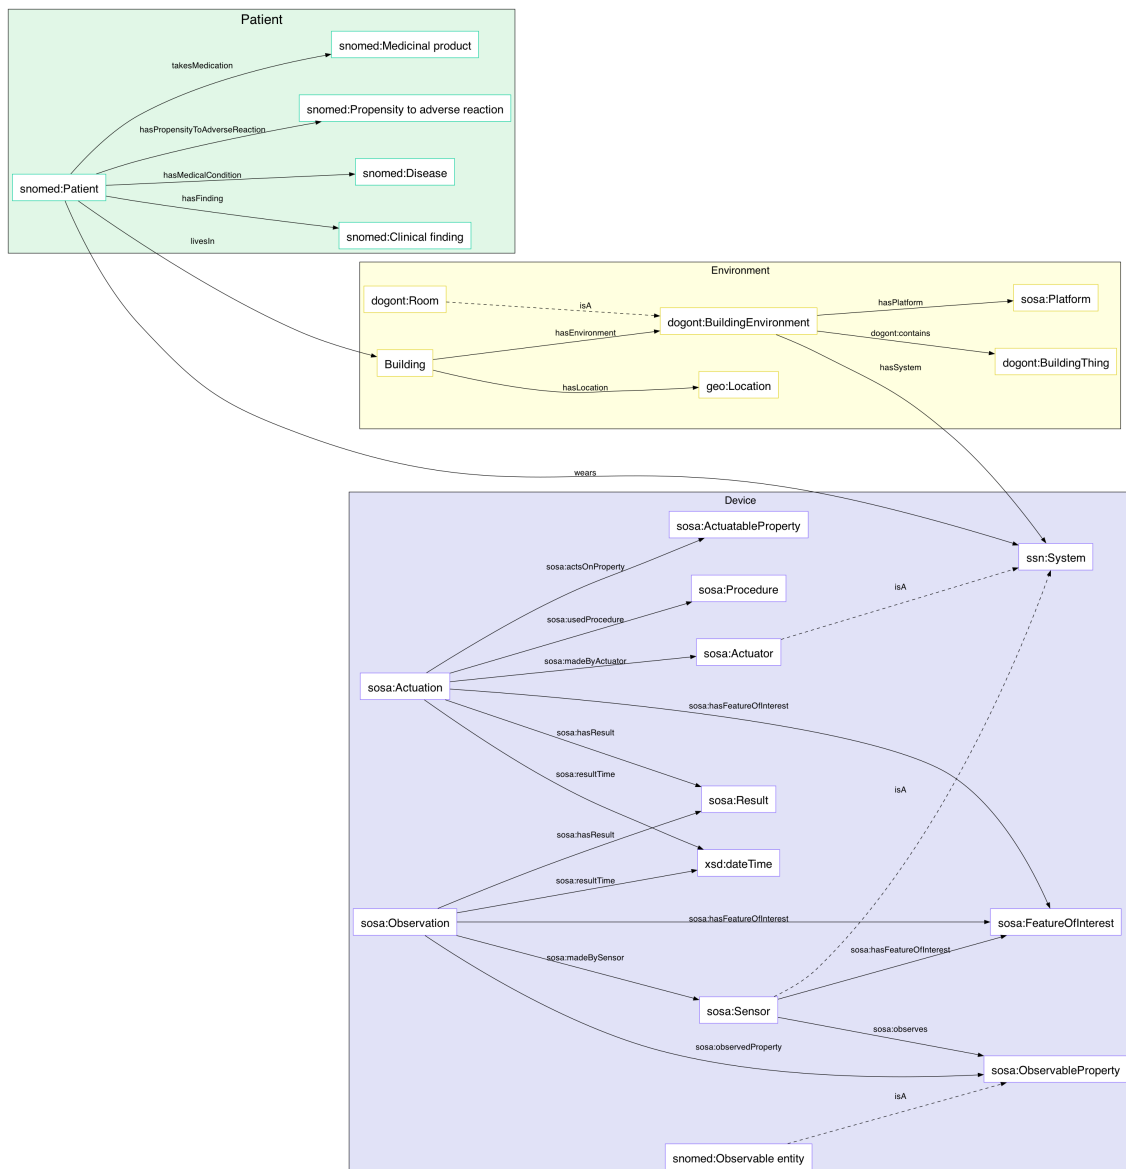 Patient
snomed:Medicinal product
takesMedication
snomed:Propensity to adverse reaction
hasPropensityToAdverseReaction
snomed:Disease
hasMedicalCondition
snomed:Patient
hasFinding
snomed:Clinical finding
livesIn
Environment
dogont:Room
isA
dogont:BuildingEnvironment
hasPlatform
sosa:Platform
hasEnvironment
dogont:contains
dogont:BuildingThing
Building
hasSystem
hasLocation
geo:Location
wears
Device
sosa:ActuatableProperty
ssn:System
sosa:actsOnProperty
sosa:Procedure
isA
sosa:usedProcedure
sosa:Actuator
sosa:madeByActuator
sosa:Actuation
sosa:hasFeatureOfInterest
sosa:hasResult
sosa:resultTime
isA
sosa:Result
sosa:hasResult
xsd:dateTime
sosa:resultTime
sosa:Observation
sosa:hasFeatureOfInterest
sosa:FeatureOfInterest
sosa:hasFeatureOfInterest
sosa:madeBySensor
sosa:Sensor
sosa:observes
sosa:observedProperty
sosa:ObservableProperty
isA
snomed:Observable entity